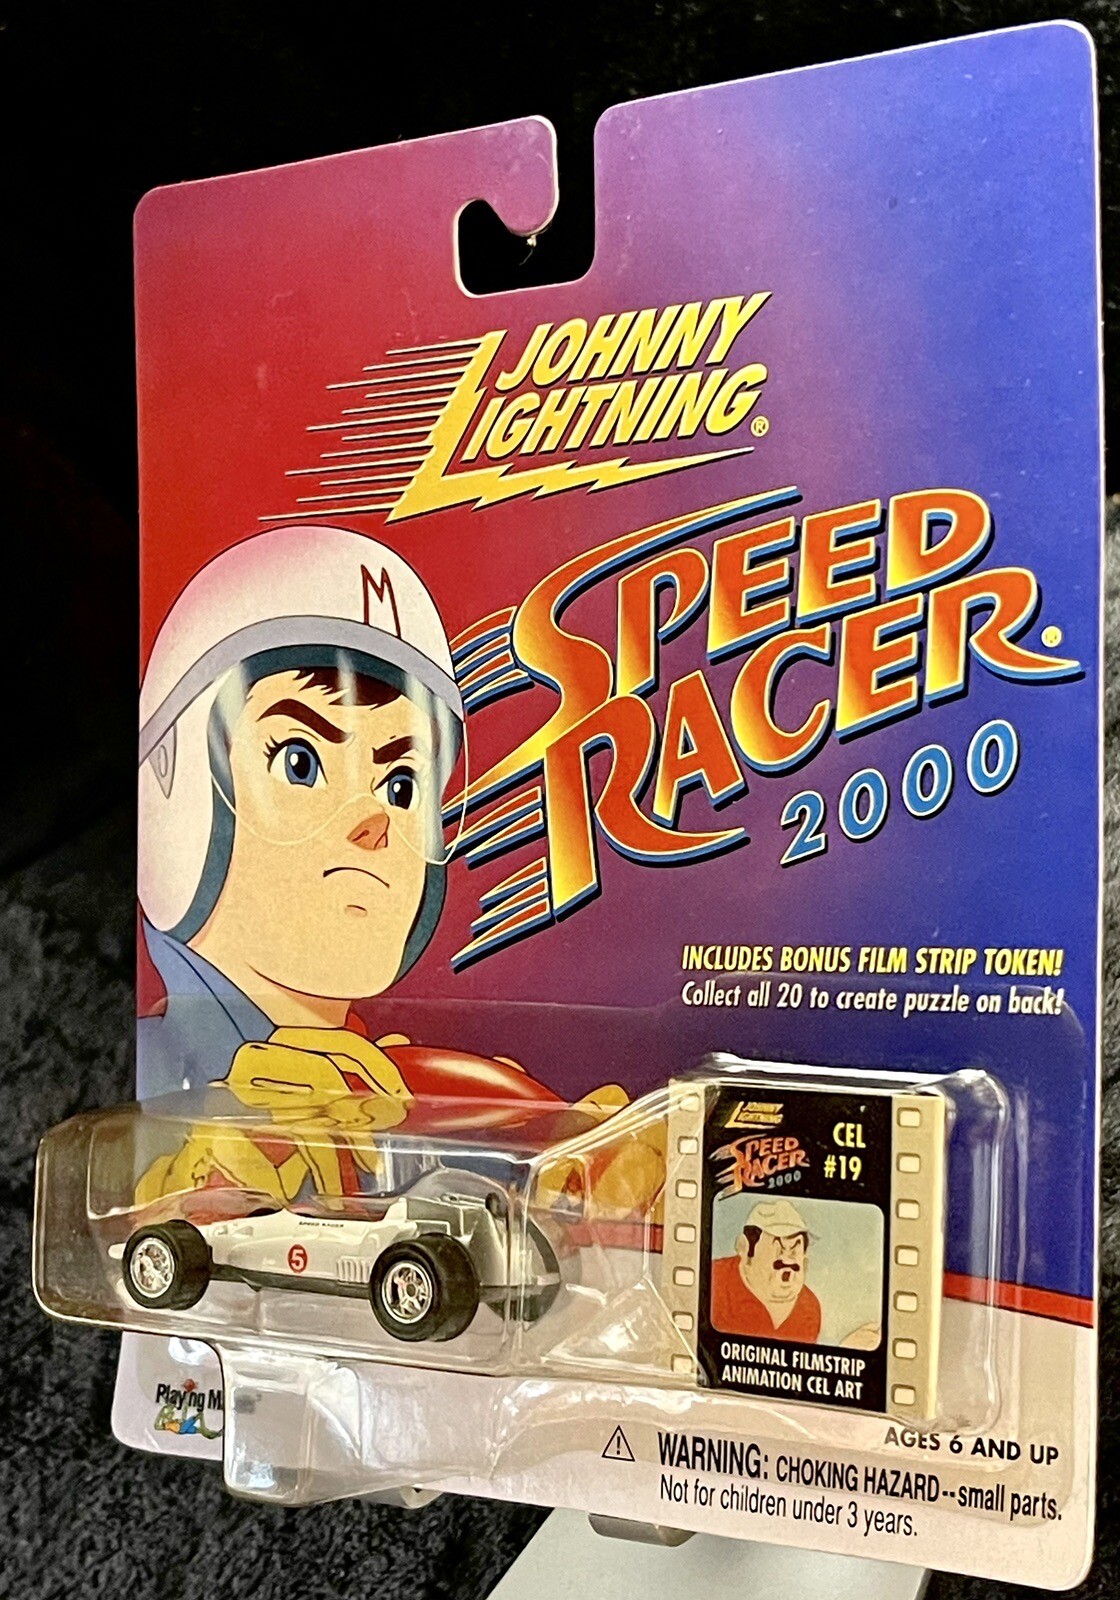 JOHNNY
LIGHTNING®
M
SPEED
RACER®
2000
INCLUDES BONUS FILM STRIP TOKEN!
Collect all 20 to create puzzle on back!
JOHNNY
LIGHTNING
SPEED
RACER
2000
CEL
#19
SPEED RACER
5
ORIGINAL FILMSTRIP
ANIMATION CEL ART
Playing
AGES 6 AND UP
WARNING: CHOKING HAZARD--small parts.
Not for children under 3 years.